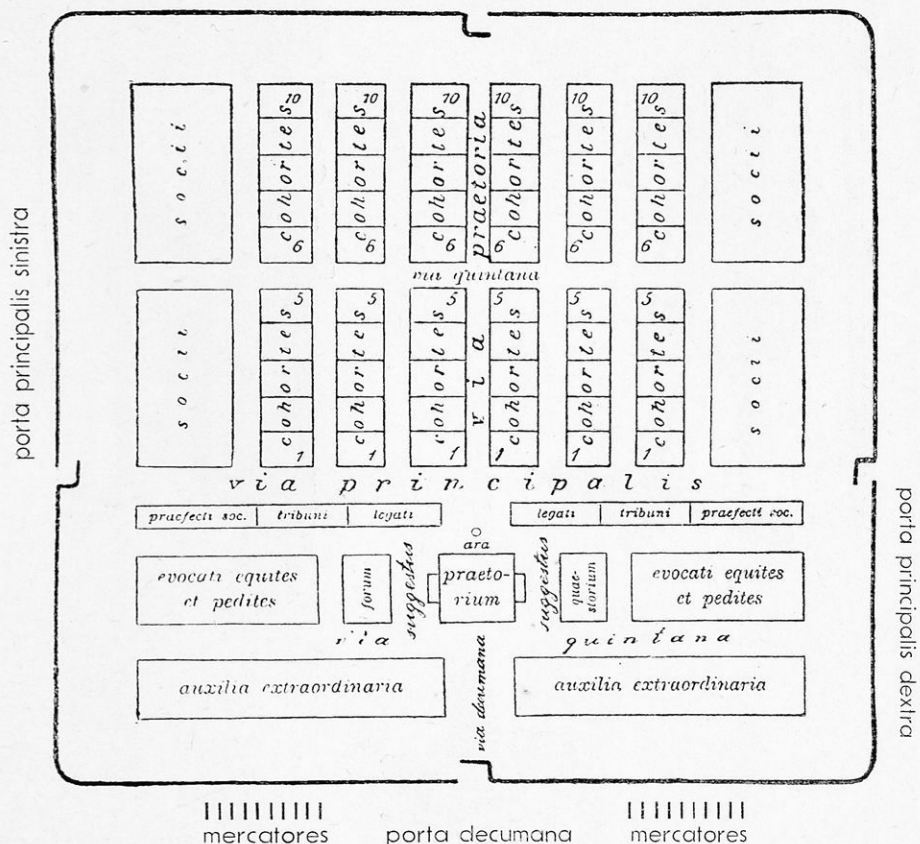 10 10 10 10 10 10
socii cohortes cohortes cohortes praetoria cohortes cohortes cohortes socii
6 6 6 6 6 6
via quintana
5 5 5 5 5 5
socii cohortes cohortes cohortes via cohortes cohortes cohortes socii
1 1 1 1 1 1
porta principalis sinistra
via principalis
praefecti soc. tribuni legati legati tribuni praefecti soc.
ara
evocati equites
et pedites
forum
suggestus
praeto-
rium
suggestus
quae-
storium
evocati equites
et pedites
via quintana
auxilia extraordinaria
via decumana
auxilia extraordinaria
porta principalis dextra
mercatores porta decumana mercatores